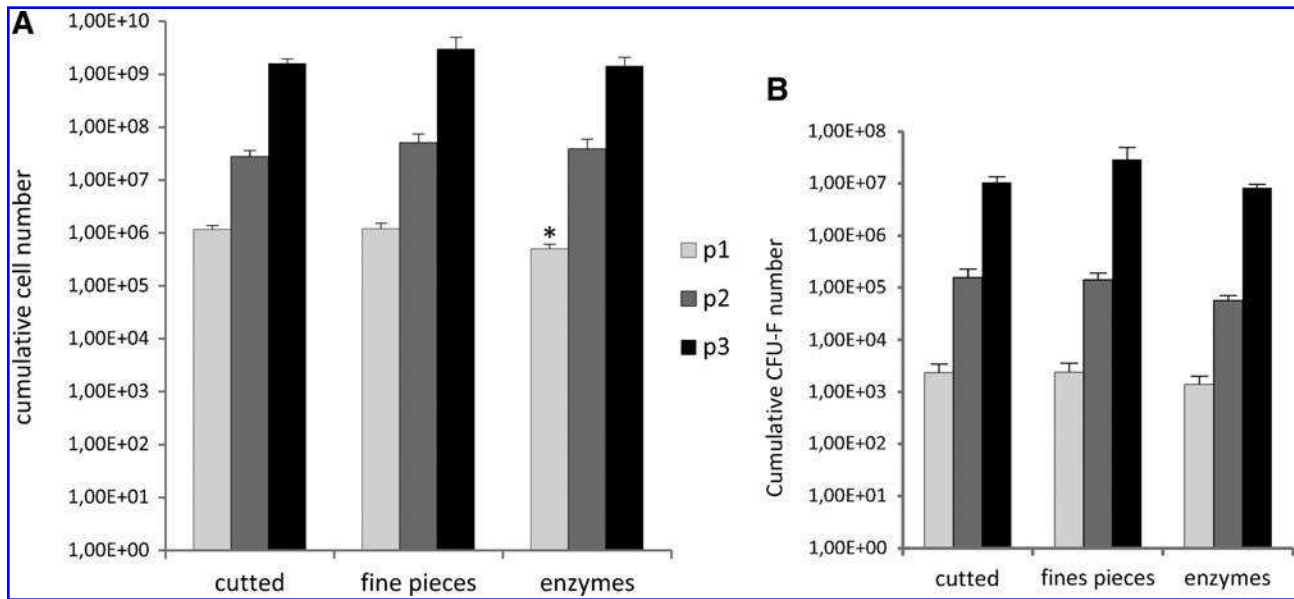 A
cumulative cell number
1,00E+10
1,00E+09
1,00E+08
1,00E+07
1,00E+06
1,00E+05
1,00E+04
1,00E+03
1,00E+02
1,00E+01
1,00E+00
*
cutted
fine pieces
enzymes
p1
p2
p3
B
Cumulative CFU-F number
1,00E+08
1,00E+07
1,00E+06
1,00E+05
1,00E+04
1,00E+03
1,00E+02
1,00E+01
1,00E+00
cutted
fines pieces
enzymes